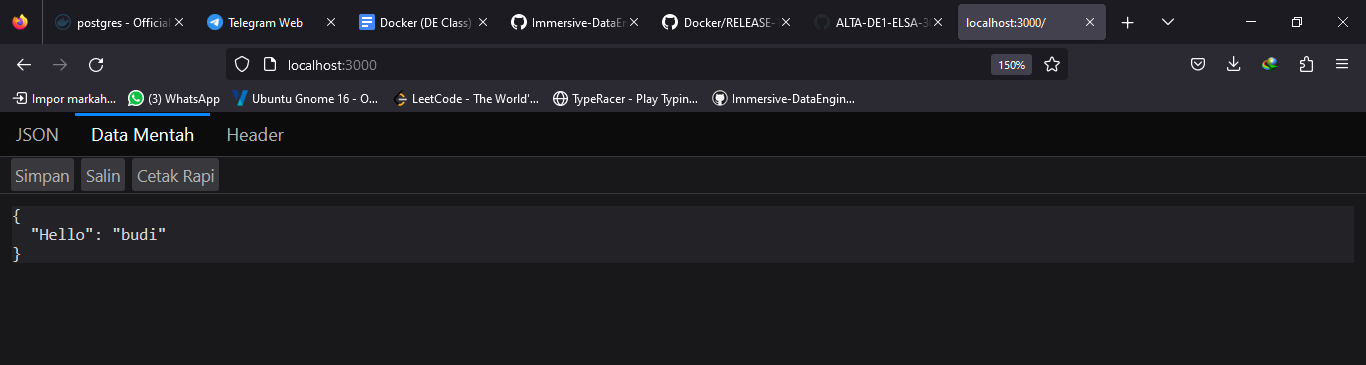 postgres - Official
Telegram Web
Docker (DE Class)
Immersive-DataEn
Docker/RELEASE-
ALTA-DE1-ELSA-3
localhost:3000/
localhost:3000
150%
Impor markah...
(3) WhatsApp
Ubuntu Gnome 16 - O...
LeetCode - The World'...
TypeRacer - Play Typin...
Immersive-DataEngin...
JSON
Data Mentah
Header
Simpan
Salin
Cetak Rapi
{
"Hello": "budi"
}